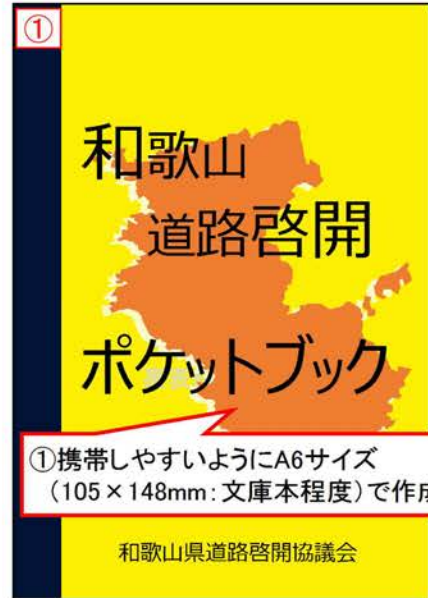 ①
和歌山
道路啓開
ポケットブック
①携帯しやすいようにA6サイズ
(105×148mm:文庫本程度)で作成
和歌山県道路啓開協議会